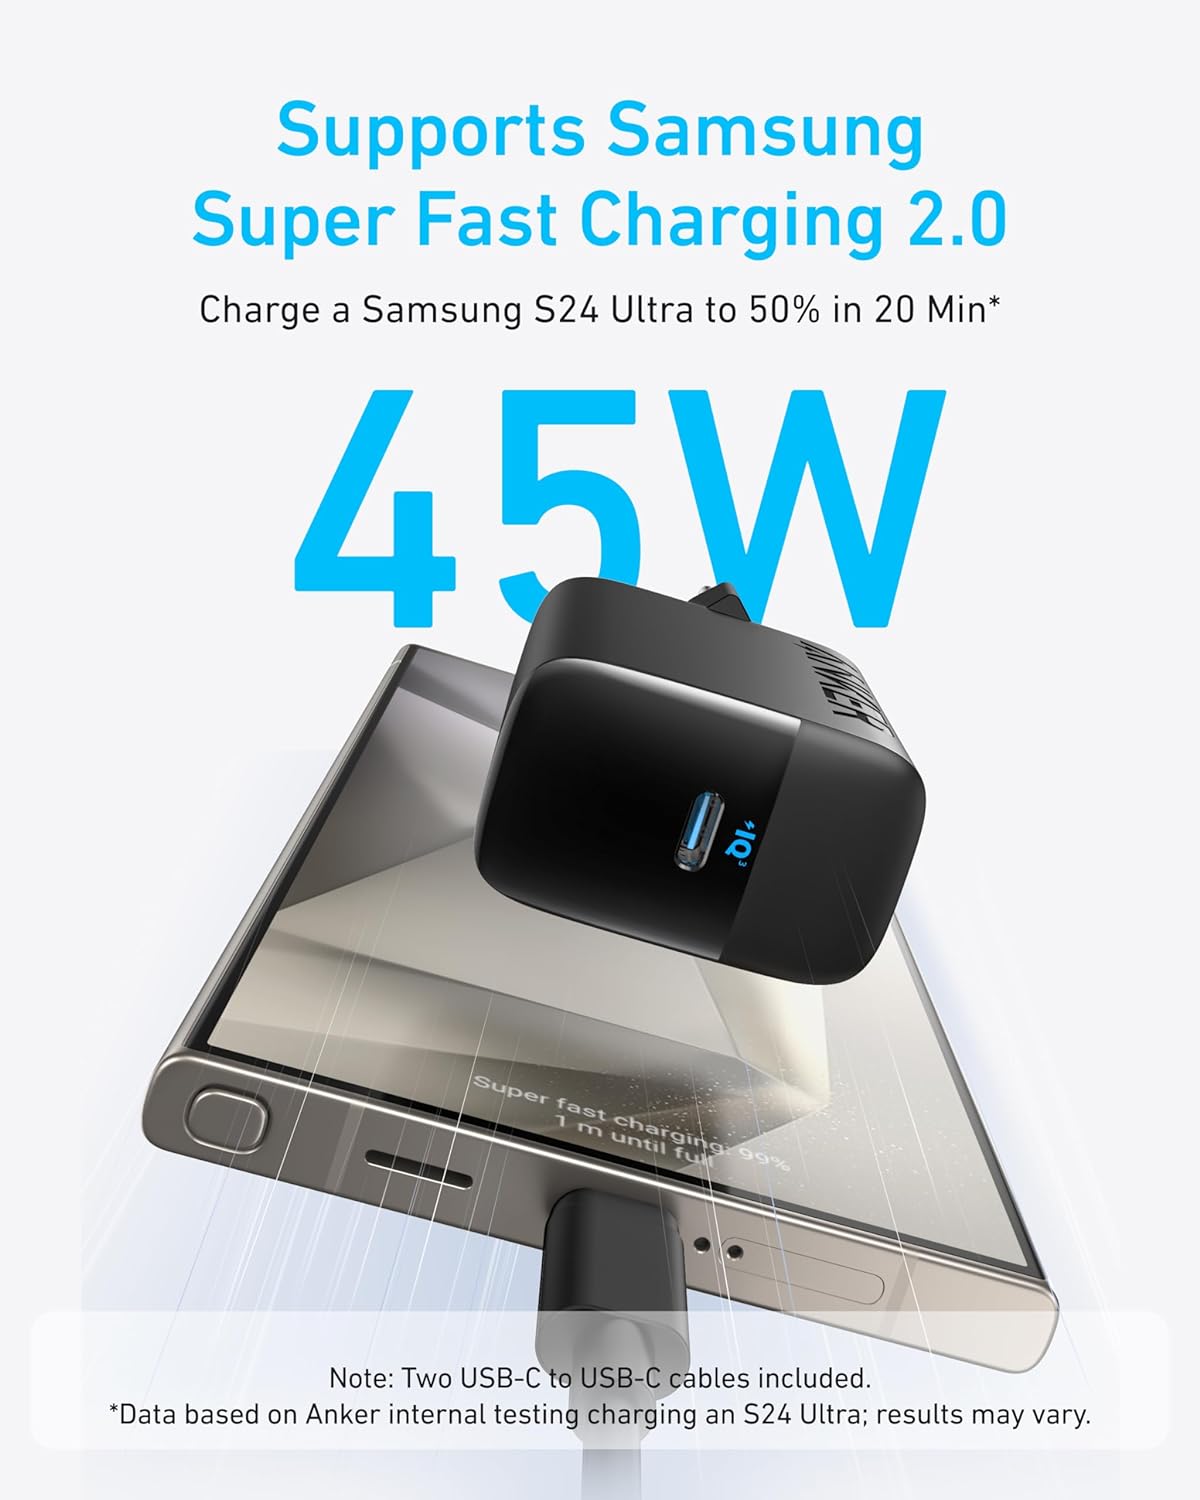 Supports Samsung
Super Fast Charging 2.0
Charge a Samsung S24 Ultra to 50% in 20 Min*
45W
ANKER
IQ3
Super fast charging: 99%
1 m until full
Note: Two USB-C to USB-C cables included.
*Data based on Anker internal testing charging an S24 Ultra; results may vary.